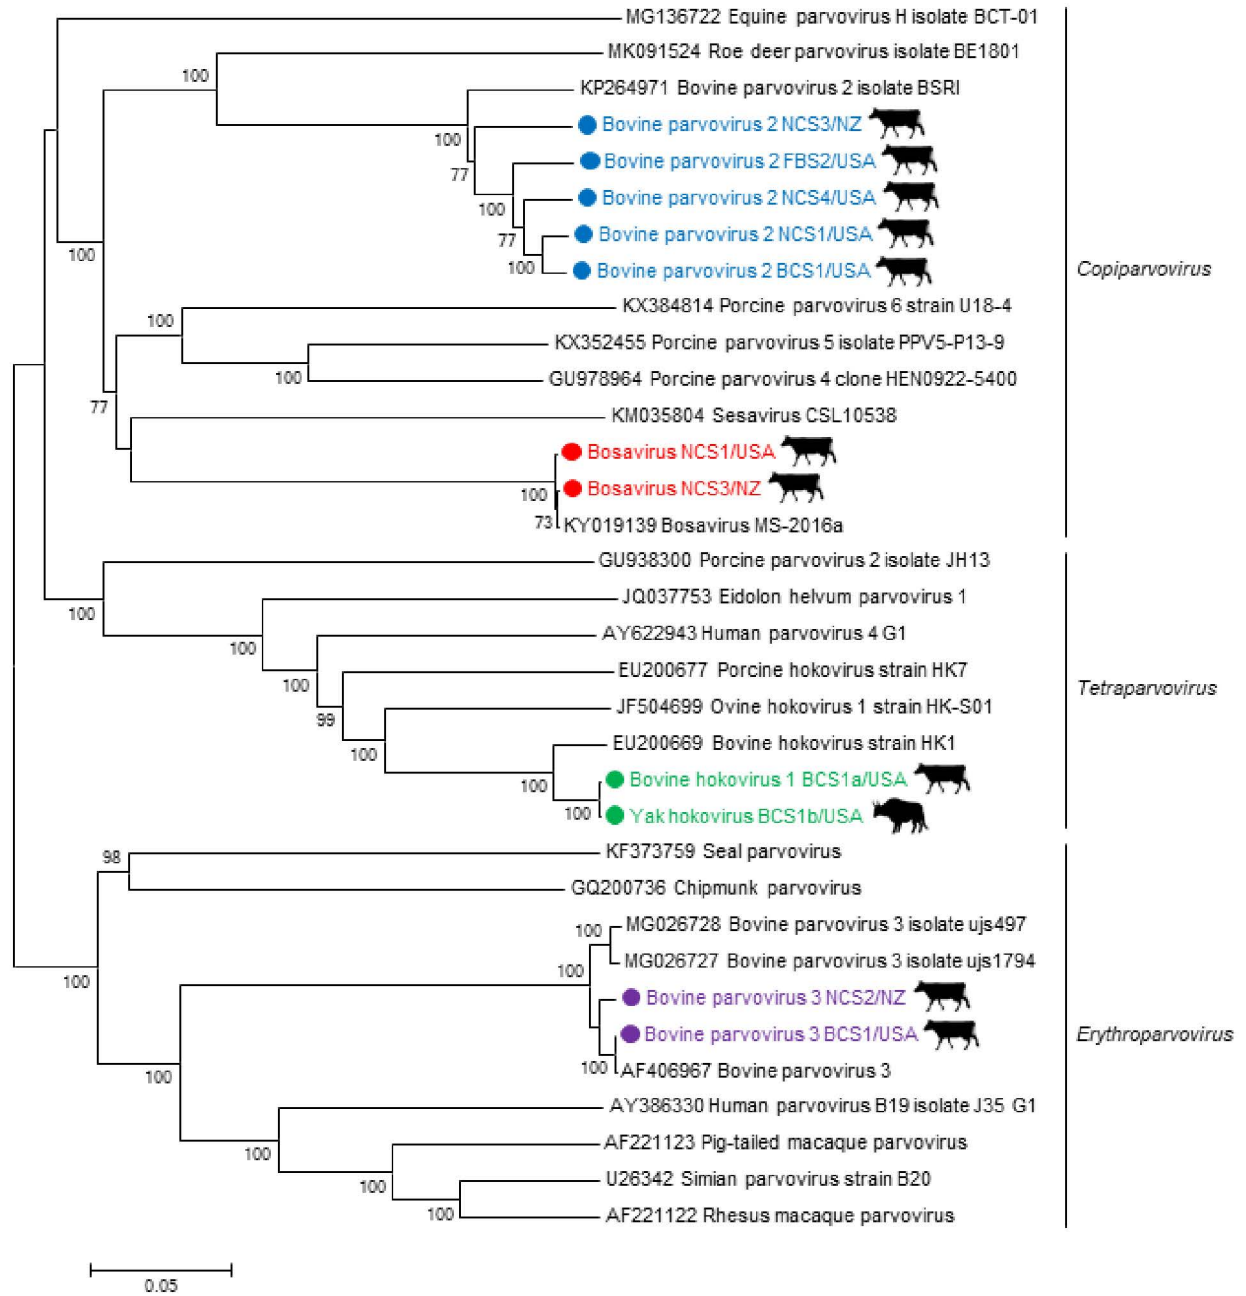 MG136722 Equine parvovirus H isolate BCT-01
MK091524 Roe deer parvovirus isolate BE1801
100
KP264971 Bovine parvovirus 2 isolate BSRI
Bovine parvovirus 2 NCS3/NZ
100
Bovine parvovirus 2 FBS2/USA
77
Bovine parvovirus 2 NCS4/USA
100
Bovine parvovirus 2 NCS1/USA
77
100
Bovine parvovirus 2 BCS1/USA
100
Copiparvovirus
KX384814 Porcine parvovirus 6 strain U18-4
100
KX352455 Porcine parvovirus 5 isolate PPV5-P13-9
100
GU978964 Porcine parvovirus 4 clone HEN0922-5400
77
KM035804 Sesavirus CSL10538
Bosavirus NCS1/USA
Bosavirus NCS3/NZ
100
73
KY019139 Bosavirus MS-2016a
GU938300 Porcine parvovirus 2 isolate JH13
100
JQ037753 Eidolon helvum parvovirus 1
AY622943 Human parvovirus 4 G1
100
EU200677 Porcine hokovirus strain HK7
100
Tetraparvovirus
JF504699 Ovine hokovirus 1 strain HK-S01
99
EU200669 Bovine hokovirus strain HK1
100
Bovine hokovirus 1 BCS1a/USA
100
Yak hokovirus BCS1b/USA
100
KF373759 Seal parvovirus
98
GQ200736 Chipmunk parvovirus
MG026728 Bovine parvovirus 3 isolate ujs497
100
MG026727 Bovine parvovirus 3 isolate ujs1794
100
100
Bovine parvovirus 3 NCS2/NZ
Bovine parvovirus 3 BCS1/USA
Erythroparvovirus
AF406967 Bovine parvovirus 3
100
100
AY386330 Human parvovirus B19 isolate J35 G1
AF221123 Pig-tailed macaque parvovirus
100
U26342 Simian parvovirus strain B20
100
AF221122 Rhesus macaque parvovirus
100
0.05